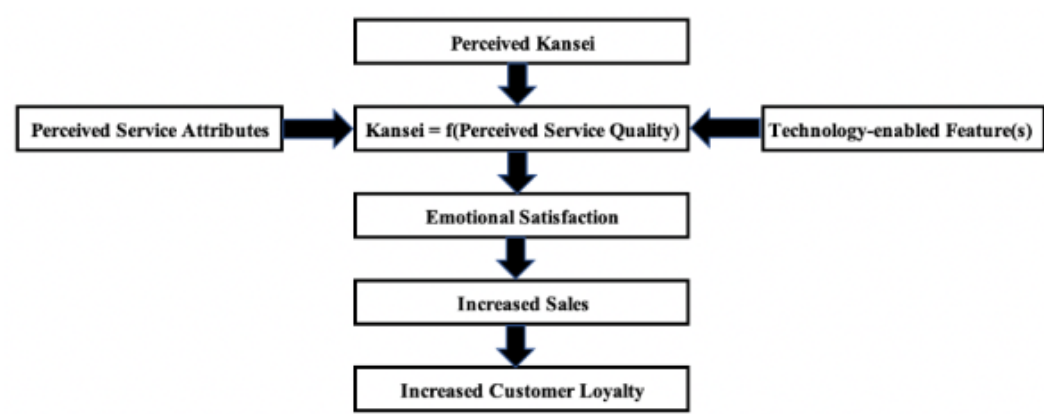 Perceived Kansei
Perceived Service Attributes
Kansei = f(Perceived Service Quality)
Technology-enabled Feature(s)
Emotional Satisfaction
Increased Sales
Increased Customer Loyalty